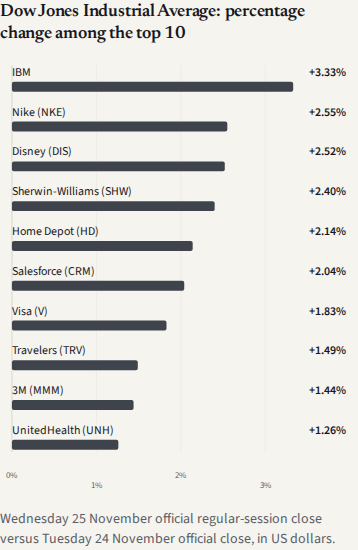 Dow Jones Industrial Average: percentage
change among the top 10
IBM +3.33%
Nike (NKE) +2.55%
Disney (DIS) +2.52%
Sherwin-Williams (SHW) +2.40%
Home Depot (HD) +2.14%
Salesforce (CRM) +2.04%
Visa (V) +1.83%
Travelers (TRV) +1.49%
3M (MMM) +1.44%
UnitedHealth (UNH) +1.26%
0% 2%
1% 3%
Wednesday 25 November official regular-session close
versus Tuesday 24 November official close, in US dollars.